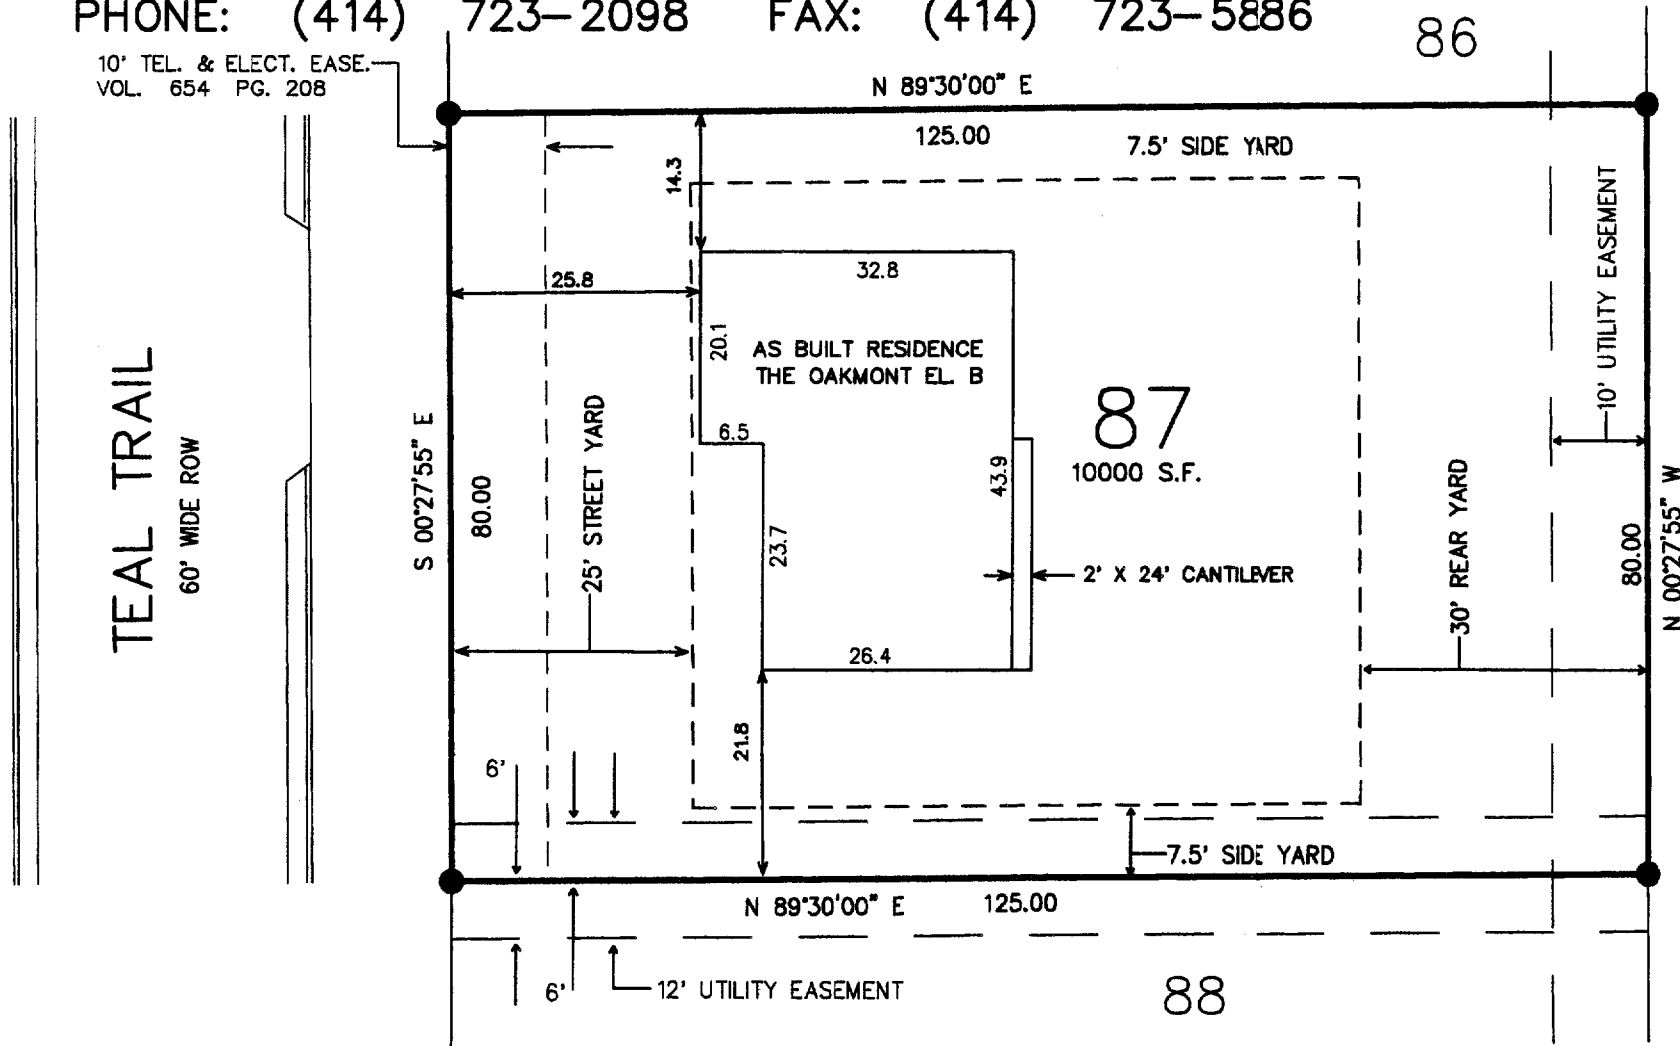 PHONE: (414) 723-2098 FAX: (414) 723-5886
86
10' TEL. & ELECT. EASE.
VOL. 654 PG. 208
N 89°30'00" E
125.00
7.5' SIDE YARD
14.3
10' UTILITY EASEMENT
32.8
25.8
20.1
AS BUILT RESIDENCE
THE OAKMONT EL. B
TEAL TRAIL
60' WIDE ROW
S 00°27'55" E
80.00
25' STREET YARD
6.5
87
10000 S.F.
43.9
23.7
2' X 24' CANTILEVER
30' REAR YARD
80.00
N 00°27'55" W
26.4
21.8
6'
7.5' SIDE YARD
N 89°30'00" E 125.00
6'
12' UTILITY EASEMENT
88